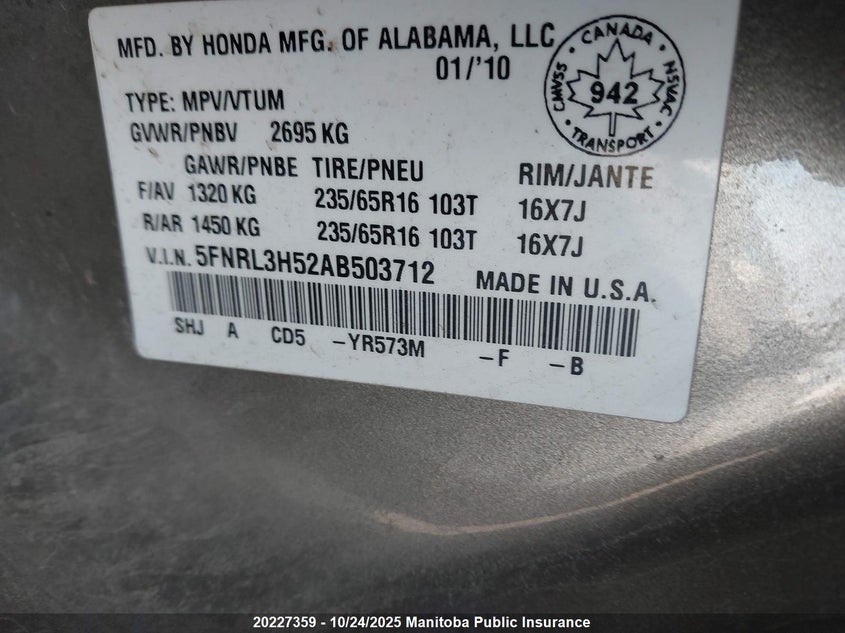 MFD. BY HONDA MFG. OF ALABAMA, LLC
01/'10
CMVSS · CANADA · NSVAC · TRANSPORT ·
942
TYPE: MPV/VTUM
GVWR/PNBV 2695 KG
GAWR/PNBE TIRE/PNEU RIM/JANTE
F/AV 1320 KG 235/65R16 103T 16X7J
R/AR 1450 KG 235/65R16 103T 16X7J
V.I.N. 5FNRL3H52AB503712 MADE IN U.S.A.
SHJ A CD5 -YR573M -F -B
20227359 - 10/24/2025 Manitoba Public Insurance